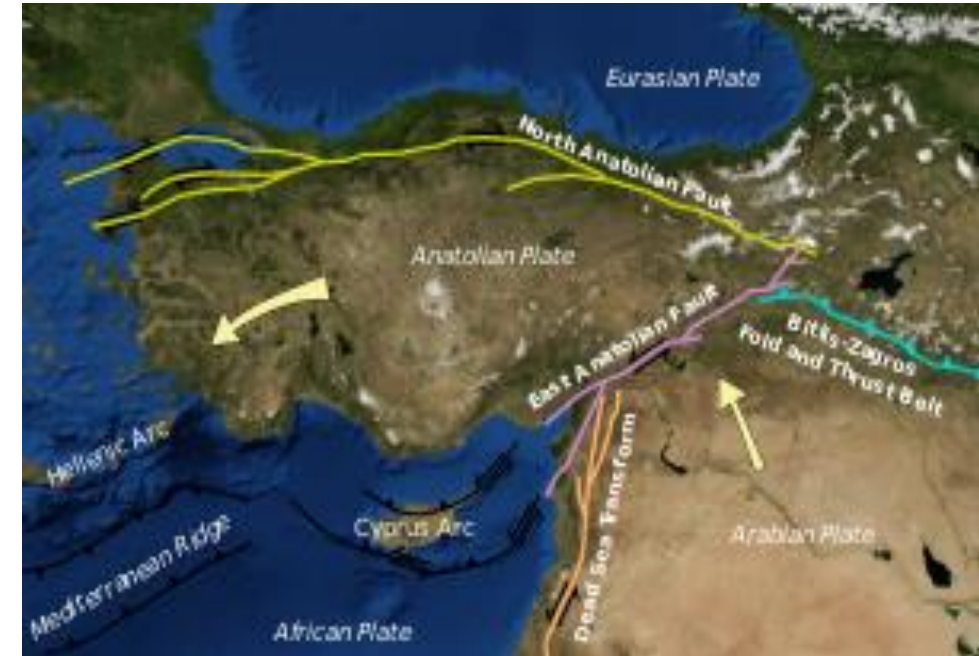 Eurasian Plate
North Anatolian Fault
Anatolian Plate
East Anatolian Fault
Bitlis-Zagros
Fold and Thrust Belt
Hellenic Arc
Cyprus Arc
Dead Sea Transform
Arabian Plate
Mediterranean Ridge
African Plate